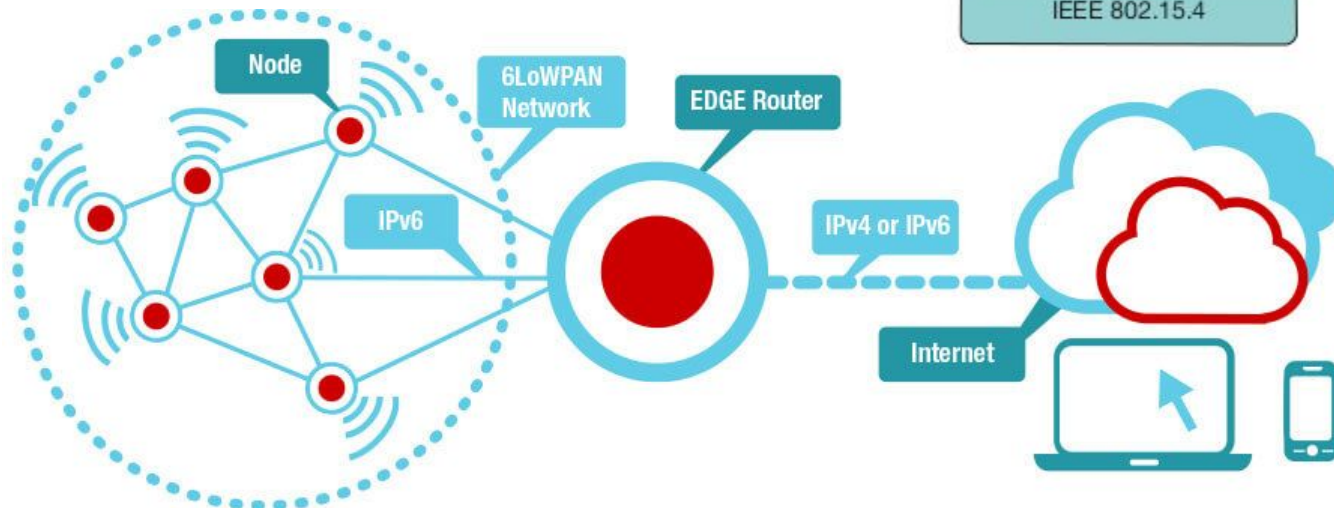 IEEE 802.15.4
Node
6LoWPAN
Network
EDGE Router
IPv6
IPv4 or IPv6
Internet